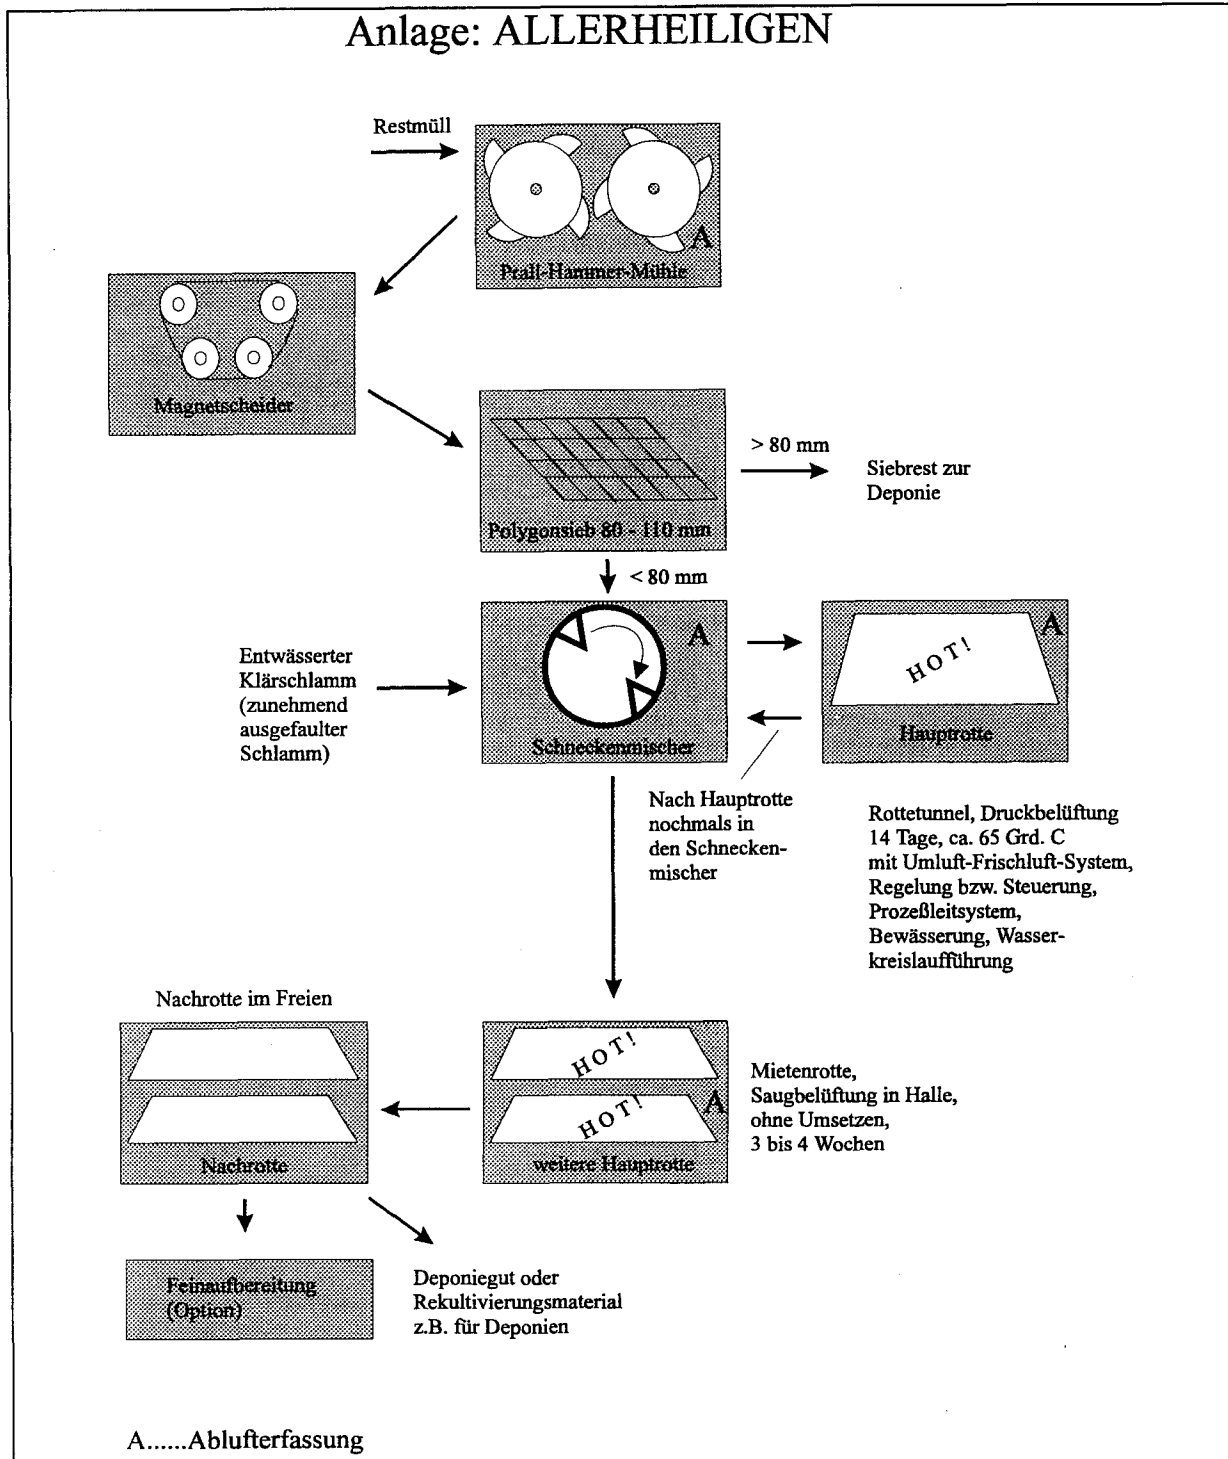 Anlage: ALLERHEILIGEN
Restmüll
A
Prall-Hammer-Mühle
Magnetscheider
> 80 mm
Siebrest zur
Deponie
Polygonsieb 80 - 110 mm
< 80 mm
Entwässerter
Klärschlamm
(zunehmend
ausgefaulter
Schlamm)
A
Schneckenmischer
A
HOT!
Hauptrotte
Nach Hauptrotte
nochmals in
den Schnecken-
mischer
Rottetunnel, Druckbelüftung
14 Tage, ca. 65 Grd. C
mit Umluft-Frischluft-System,
Regelung bzw. Steuerung,
Prozeßleitsystem,
Bewässerung, Wasser-
kreislaufführung
Nachrotte im Freien
Nachrotte
HOT!
HOT!
A
weitere Hauptrotte
Mietenrotte,
Saugbelüftung in Halle,
ohne Umsetzen,
3 bis 4 Wochen
Feinaufbereitung
(Option)
Deponiegut oder
Rekultivierungsmaterial
z.B. für Deponien
A......Ablufterfassung